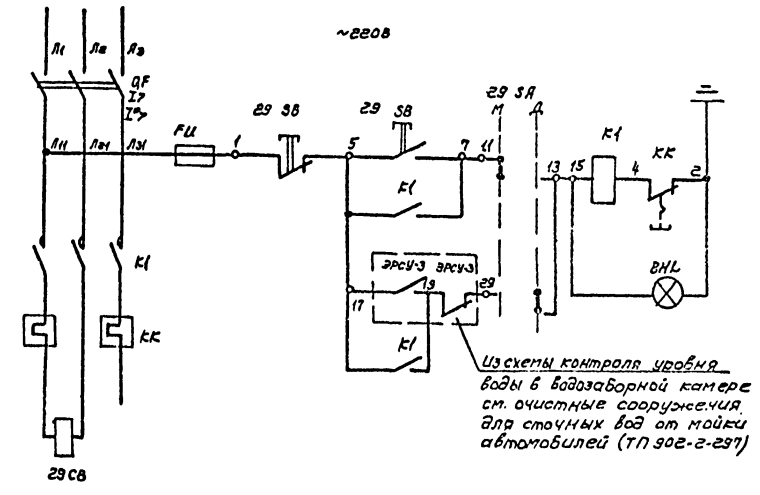 ~220В
Л1 Л2 Л3
QF
I>
I>
Л11 Л21 Л31
FU
1
29 SB
5
29 SB
7
11
29 SA
М Д
13
15
К1
4
КК
2
К1
ВНL
К1
ЭРСУ-3 ЭРСУ-3
17
19
29
КК
К1
Из схемы контроля уровня
воды в водозаборной камере
см. очистные сооружения
для сточных вод от мойки
автомобилей (ТП 902-2-297)
29СВ